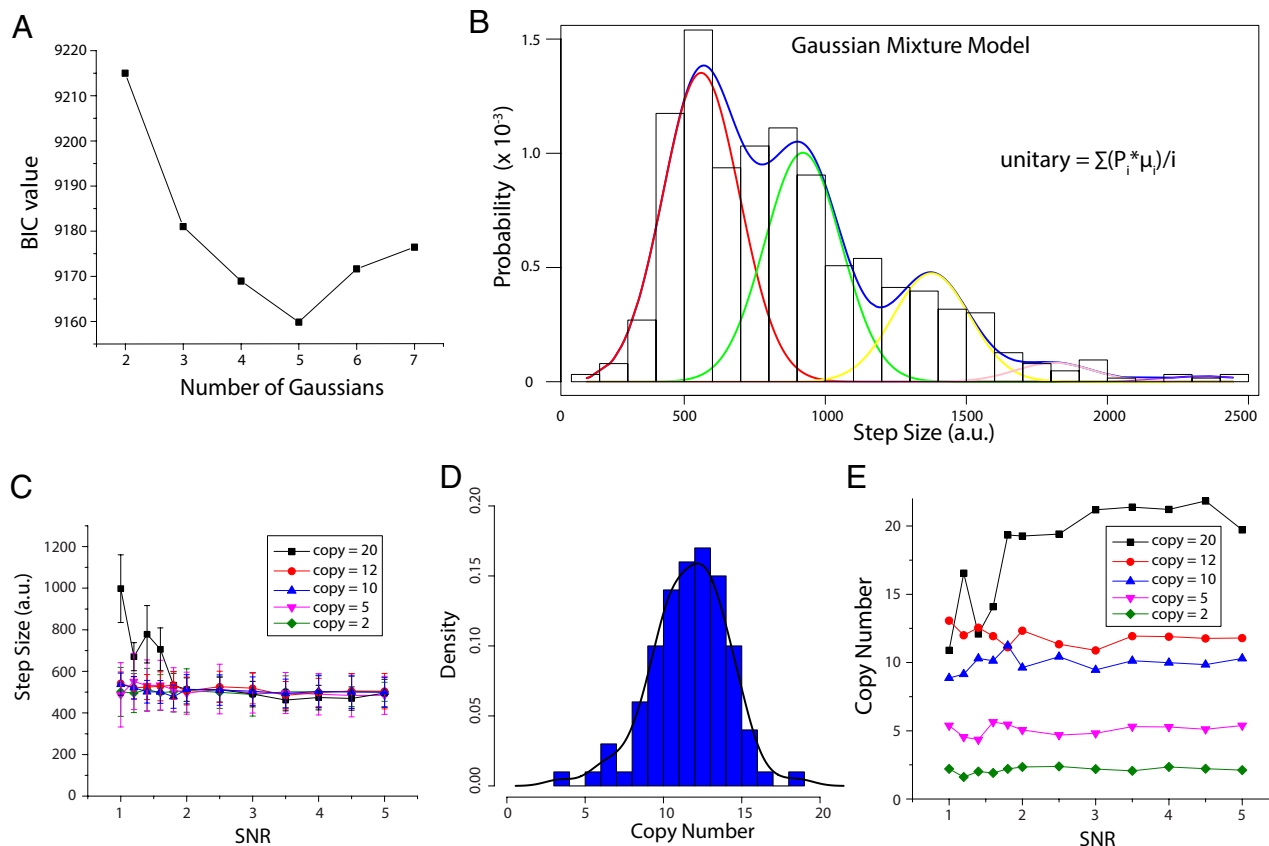 A
9220
9210
9200
9190
9180
9170
9160
BIC value
2 3 4 5 6 7
Number of Gaussians
B
Gaussian Mixture Model
unitary = Σ(Pi*μi)/i
1.5
1.0
0.5
0
Probability (x 10-3)
0 500 1000 1500 2000 2500
Step Size (a.u.)
C
1200
1000
800
600
400
200
0
Step Size (a.u.)
copy = 20
copy = 12
copy = 10
copy = 5
copy = 2
1 2 3 4 5
SNR
D
0.20
0.15
0.10
0.05
0.00
Density
0 5 10 15 20
Copy Number
E
20
15
10
5
0
Copy Number
copy = 20
copy = 12
copy = 10
copy = 5
copy = 2
1 2 3 4 5
SNR